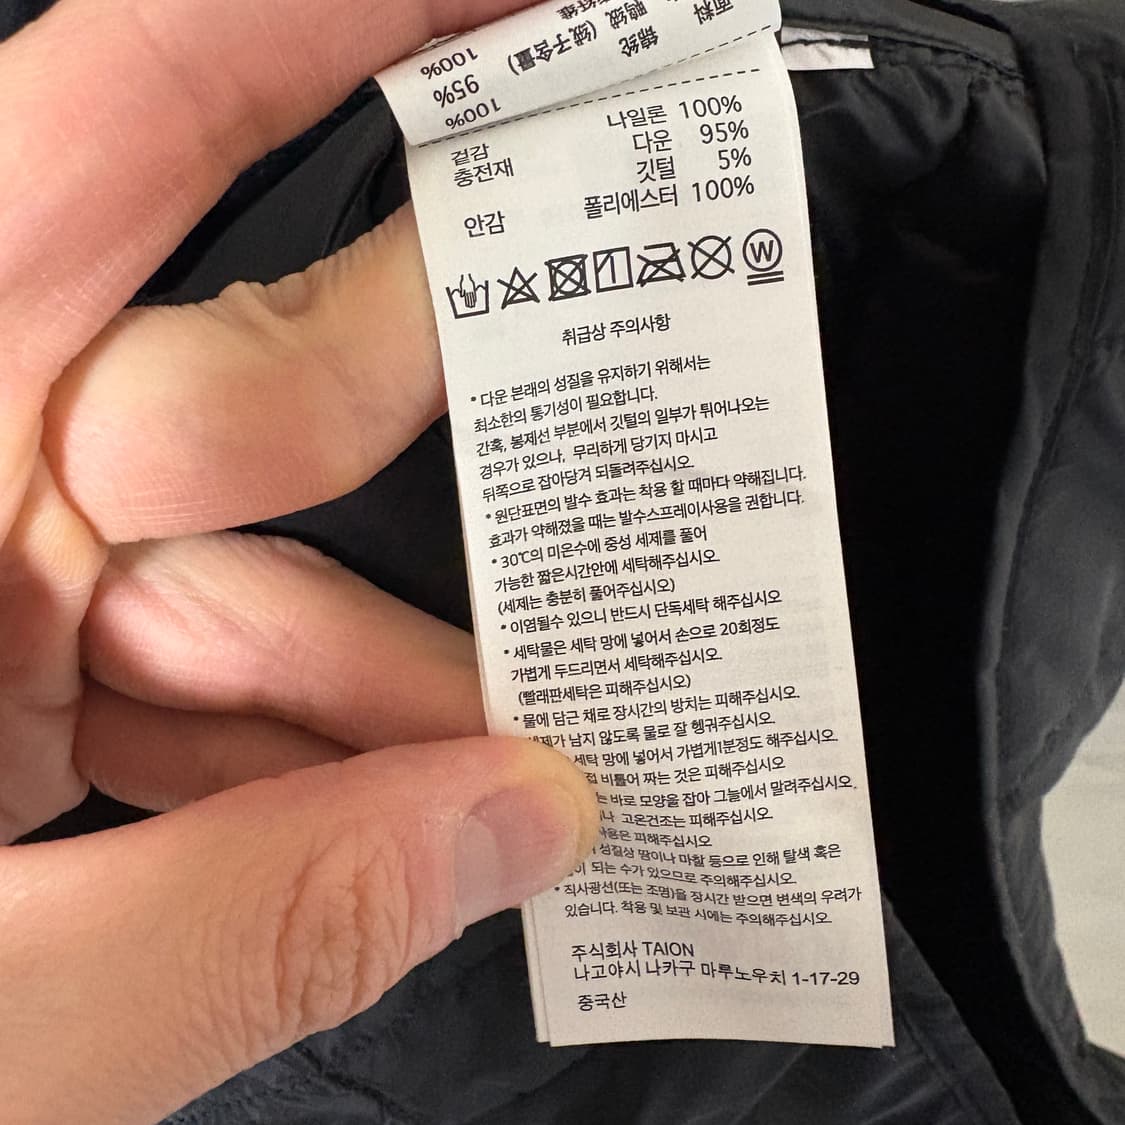 面料
锦纶 100%
鸭绒 (绒子含量) 95%
100%
겉감 나일론 100%
충전재 다운 95%
깃털 5%
안감 폴리에스터 100%
W
취급상 주의사항
• 다운 본래의 성질을 유지하기 위해서는
최소한의 통기성이 필요합니다.
간혹, 봉제선 부분에서 깃털의 일부가 튀어나오는
경우가 있으나, 무리하게 당기지 마시고
뒤쪽으로 잡아당겨 되돌려주십시오.
• 원단표면의 발수 효과는 착용 할 때마다 약해집니다.
효과가 약해졌을 때는 발수스프레이사용을 권합니다.
• 30℃의 미온수에 중성 세제를 풀어
가능한 짧은시간안에 세탁해주십시오.
(세제는 충분히 풀어주십시오)
• 이염될수 있으니 반드시 단독세탁 해주십시오
• 세탁물은 세탁 망에 넣어서 손으로 20회정도
가볍게 두드리면서 세탁해주십시오.
(빨래판세탁은 피해주십시오)
• 물에 담근 채로 장시간의 방치는 피해주십시오.
남지 않도록 물로 잘 헹궈주십시오.
세탁 망에 넣어서 가볍게1분정도 해주십시오.
비틀어 짜는 것은 피해주십시오
바로 모양을 잡아 그늘에서 말려주십시오.
고온건조는 피해주십시오.
피해주십시오
성질상 땀이나 마찰 등으로 인해 탈색 혹은
되는 수가 있으므로 주의해주십시오.
• 직사광선(또는 조명)을 장시간 받으면 변색의 우려가
있습니다. 착용 및 보관 시에는 주의해주십시오.
주식회사 TAION
나고야시 나카구 마루노우치 1-17-29
중국산